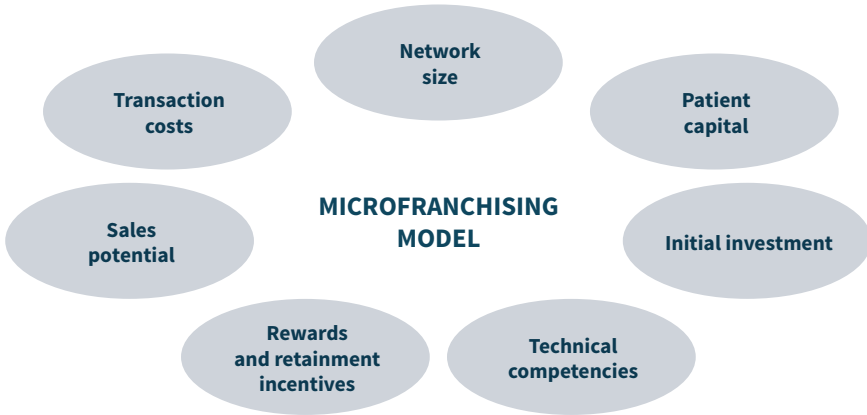 Network
size
Transaction
costs
Patient
capital
MICROFRANCHISING
MODEL
Sales
potential
Initial investment
Rewards
and retainment
incentives
Technical
competencies